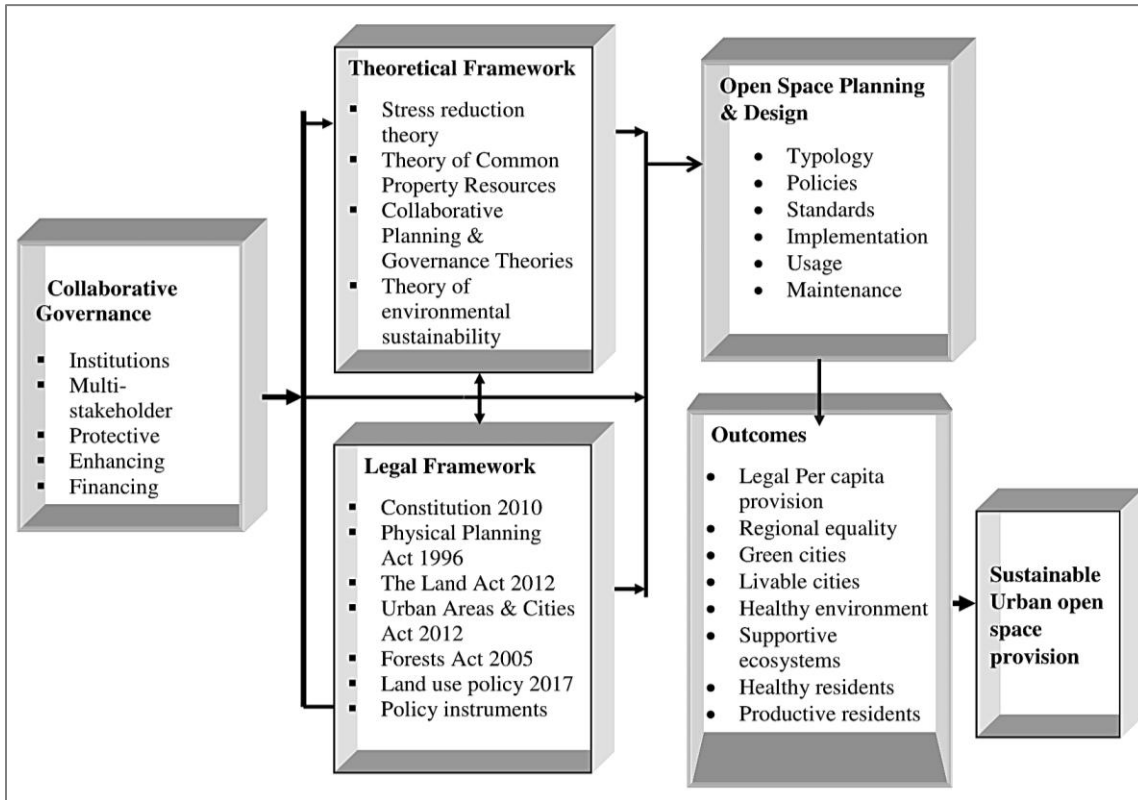 Collaborative
Governance
▪ Institutions
▪ Multi-
stakeholder
▪ Protective
▪ Enhancing
▪ Financing
Theoretical Framework
▪ Stress reduction
theory
▪ Theory of Common
Property Resources
▪ Collaborative
Planning &
Governance Theories
▪ Theory of
environmental
sustainability
Legal Framework
▪ Constitution 2010
▪ Physical Planning
Act 1996
▪ The Land Act 2012
▪ Urban Areas & Cities
Act 2012
▪ Forests Act 2005
▪ Land use policy 2017
▪ Policy instruments
Open Space Planning
& Design
• Typology
• Policies
• Standards
• Implementation
• Usage
• Maintenance
Outcomes
• Legal Per capita
provision
• Regional equality
• Green cities
• Livable cities
• Healthy environment
• Supportive
ecosystems
• Healthy residents
• Productive residents
Sustainable
Urban open
space
provision